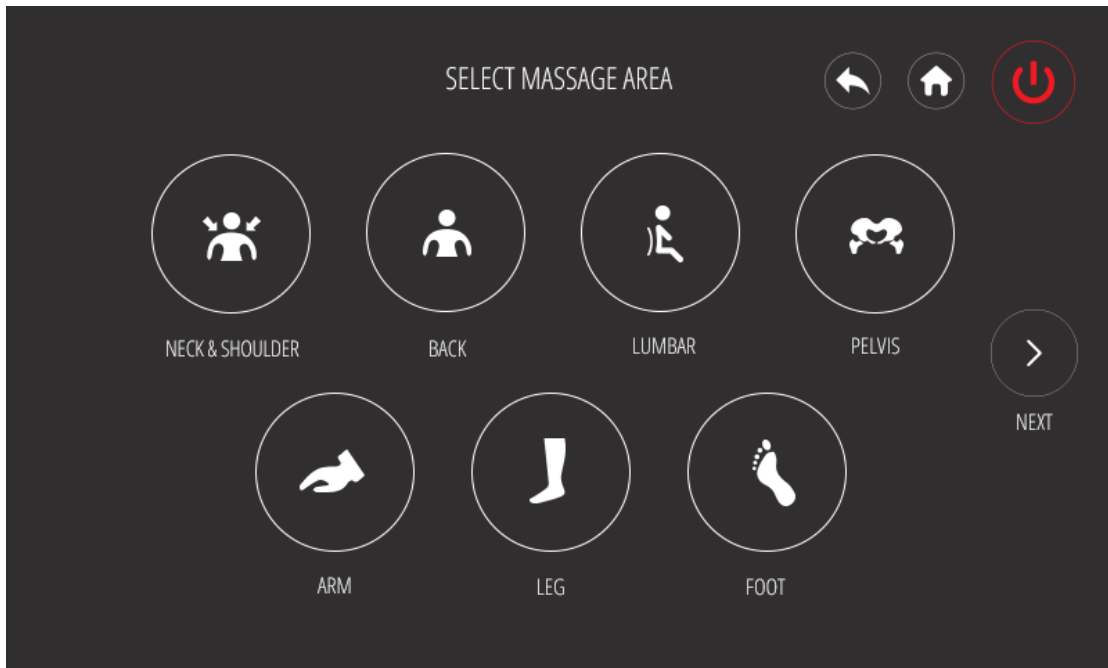 SELECT MASSAGE AREA
NECK & SHOULDER
BACK
LUMBAR
PELVIS
NEXT
ARM
LEG
FOOT